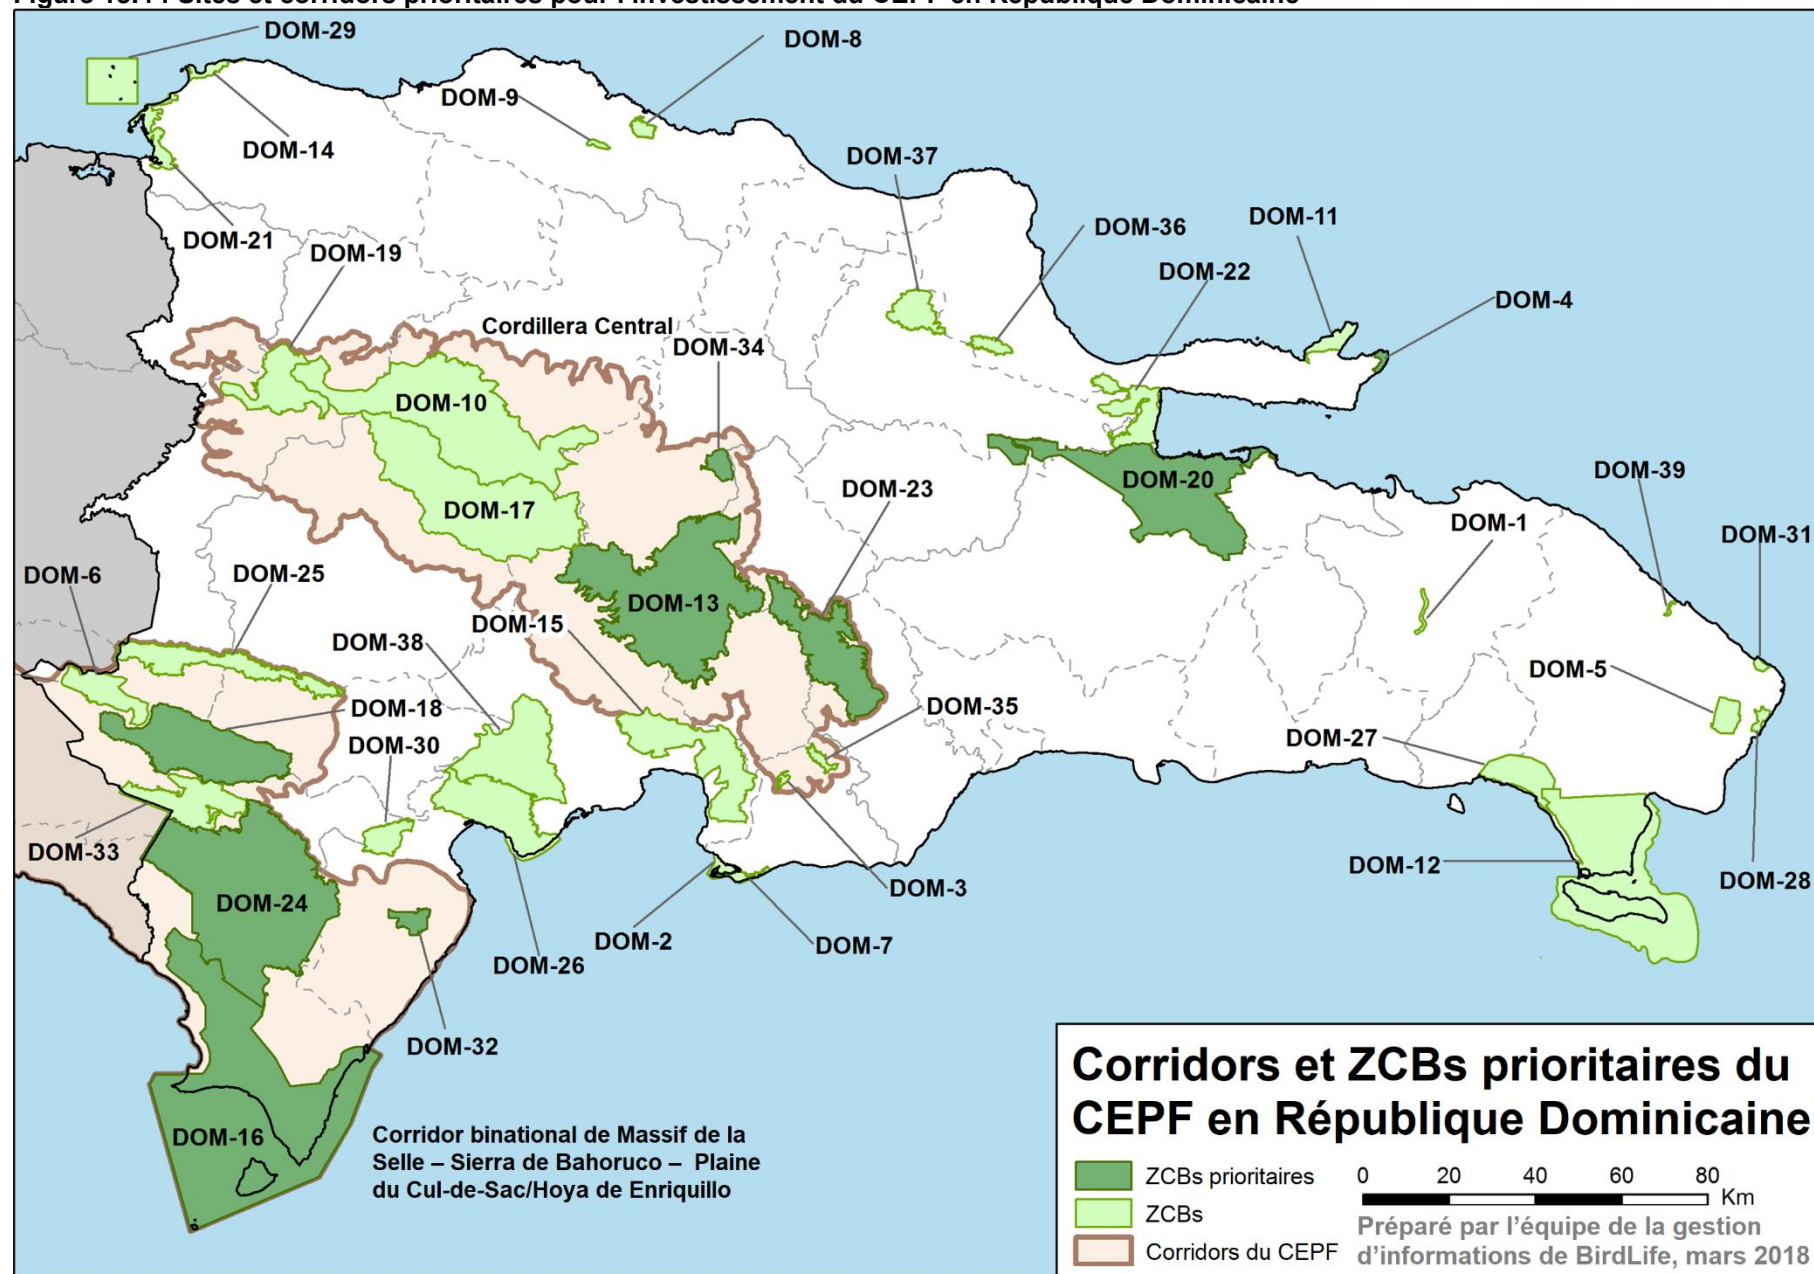 DOM-29
DOM-8
DOM-9
DOM-14
DOM-37
DOM-11
DOM-36
DOM-21
DOM-19
DOM-22
DOM-4
Cordillera Central
DOM-34
DOM-10
DOM-39
DOM-20
DOM-23
DOM-17
DOM-1
DOM-31
DOM-6
DOM-25
DOM-13
DOM-15
DOM-38
DOM-5
DOM-18
DOM-35
DOM-30
DOM-27
DOM-33
DOM-12
DOM-28
DOM-3
DOM-24
DOM-2
DOM-7
DOM-26
DOM-32
DOM-16
Corridor binational de Massif de la
Selle – Sierra de Bahoruco – Plaine
du Cul-de-Sac/Hoya de Enriquillo
Corridors et ZCBs prioritaires du
CEPF en République Dominicaine
ZCBs prioritaires
ZCBs
Corridors du CEPF
0 20 40 60 80
Km
Préparé par l'équipe de la gestion
d'informations de BirdLife, mars 2018